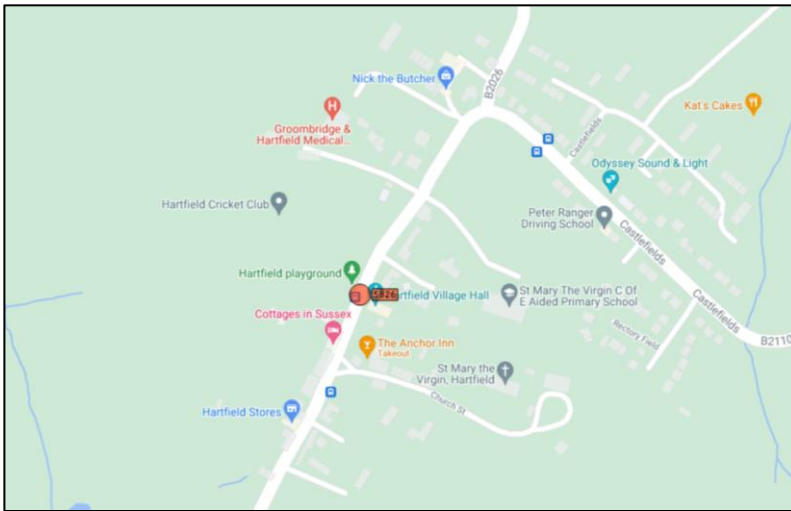 Nick the Butcher
B2026
Kat's Cakes
Groombridge &
Hartfield Medical...
Castlefields
Odyssey Sound & Light
Hartfield Cricket Club
Peter Ranger
Driving School
Castlefields
Hartfield playground
Hartfield Village Hall
St Mary The Virgin C Of
E Aided Primary School
Castlefields
Cottages in Sussex
Rectory Field
B2110
The Anchor Inn
Takeout
St Mary the
Virgin, Hartfield
Church St
Hartfield Stores